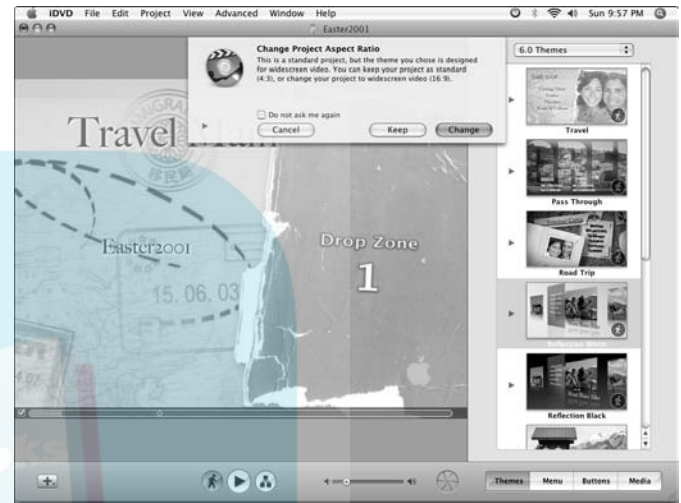 iDVD File Edit Project View Advanced Window Help Sun 9:57 PM
Easter2001
Change Project Aspect Ratio
This is a standard project, but the theme you chose is designed
for widescreen video. You can keep your project as standard
(4:3), or change your project to widescreen video (16:9).
Do not ask me again
Cancel Keep Change
6.0 Themes
Travel
Easter2001
15. 06. 03
Drop Zone
1
移民局
Travel
Pass Through
Road Trip
Reflection White
Reflection Black
Themes Menu Buttons Media